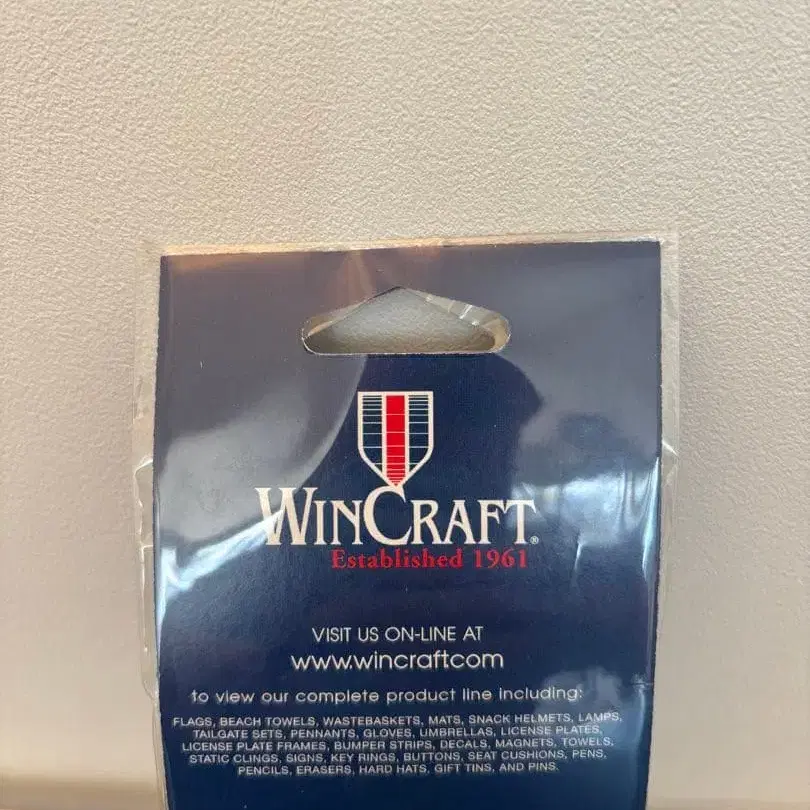 WINCRAFT®
Established 1961
VISIT US ON-LINE AT
www.wincraft.com
to view our complete product line including:
FLAGS, BEACH TOWELS, WASTEBASKETS, MATS, SNACK HELMETS, LAMPS,
TAILGATE SETS, PENNANTS, GLOVES, UMBRELLAS, LICENSE PLATES,
LICENSE PLATE FRAMES, BUMPER STRIPS, DECALS, MAGNETS, TOWELS,
STATIC CLINGS, SIGNS, KEY RINGS, BUTTONS, SEAT CUSHIONS, PENS,
PENCILS, ERASERS, HARD HATS, GIFT TINS, AND PINS.